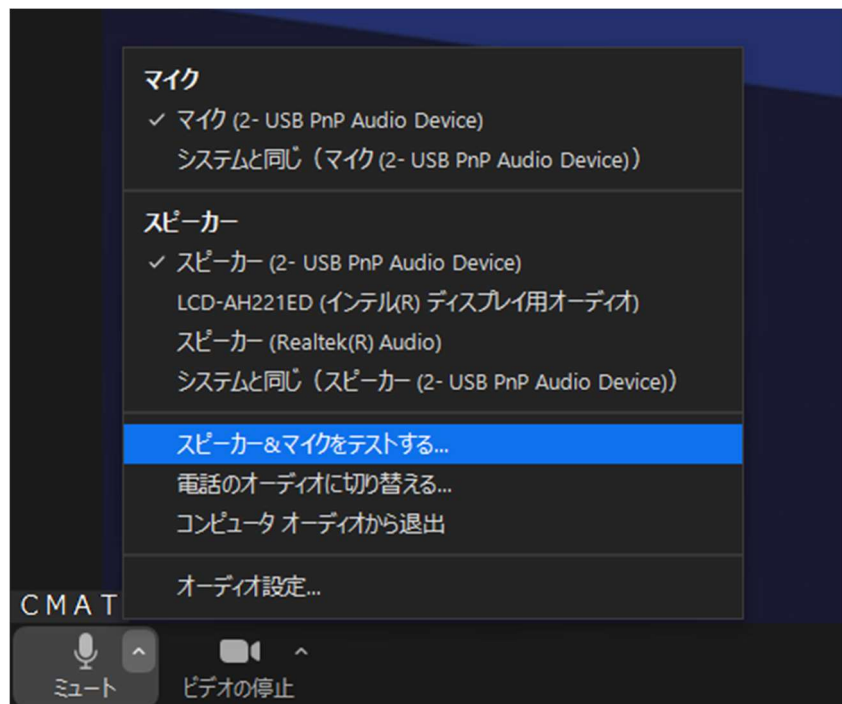 マイク
マイク (2- USB PnP Audio Device)
システムと同じ（マイク (2- USB PnP Audio Device)）
スピーカー
スピーカー (2- USB PnP Audio Device)
LCD-AH221ED (インテル(R) ディスプレイ用オーディオ)
スピーカー (Realtek(R) Audio)
システムと同じ（スピーカー (2- USB PnP Audio Device)）
スピーカー&マイクをテストする...
電話のオーディオに切り替える...
コンピュータ オーディオから退出
オーディオ設定...
CMAT
ミュート
ビデオの停止